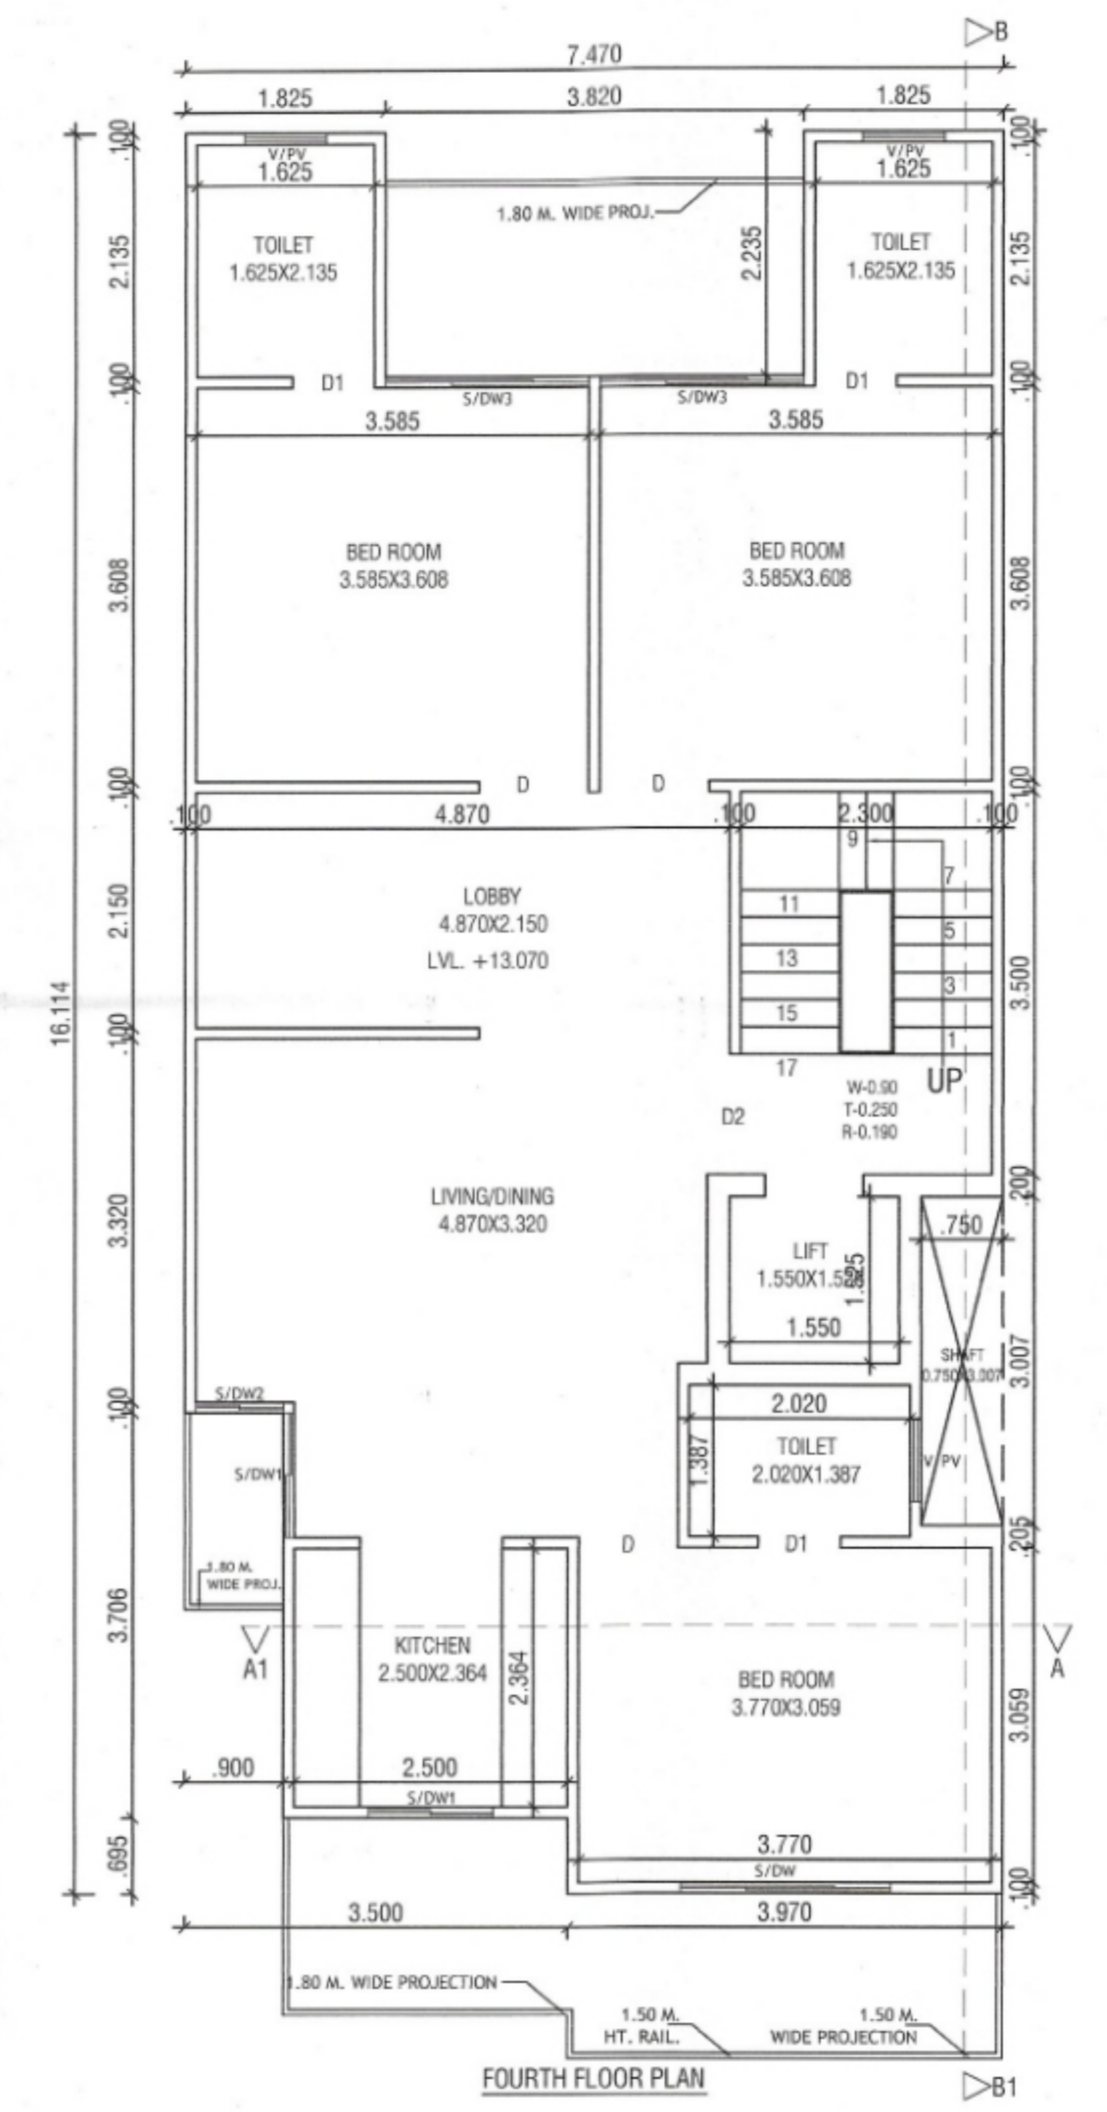 B
7.470
1.825 3.820 1.825
.100 .100
V/PV V/PV
1.625 1.625
1.80 M. WIDE PROJ.
TOILET
1.625X2.135
TOILET
1.625X2.135
2.135 2.235 2.135
.100 D1 D1 .100
S/DW3 S/DW3
3.585 3.585
BED ROOM
3.585X3.608
BED ROOM
3.585X3.608
3.608 3.608
.100 D D .100
.100 4.870 .100 2.300 .100
9
7
LOBBY
4.870X2.150
LVL. +13.070
2.150
11
5
13
3
15
1
17
UP
3.500
16.114
.100
W-0.90
T-0.250
R-0.190
D2
.200
LIVING/DINING
4.870X3.320
3.320
.750
LIFT
1.550X1.525
1.525
1.550
SHAFT
0.750X3.007
3.007
.100
S/DW2
2.020
TOILET
2.020X1.387
1.387
V/PV
S/DW1
.205
D D1
1.80 M.
WIDE PROJ.
3.706
A1 A
KITCHEN
2.500X2.364
2.364
BED ROOM
3.770X3.059
3.059
.900 2.500
S/DW1
.695
3.770
S/DW
.100
3.500 3.970
1.80 M. WIDE PROJECTION
1.50 M.
HT. RAIL.
1.50 M.
WIDE PROJECTION
FOURTH FLOOR PLAN
B1